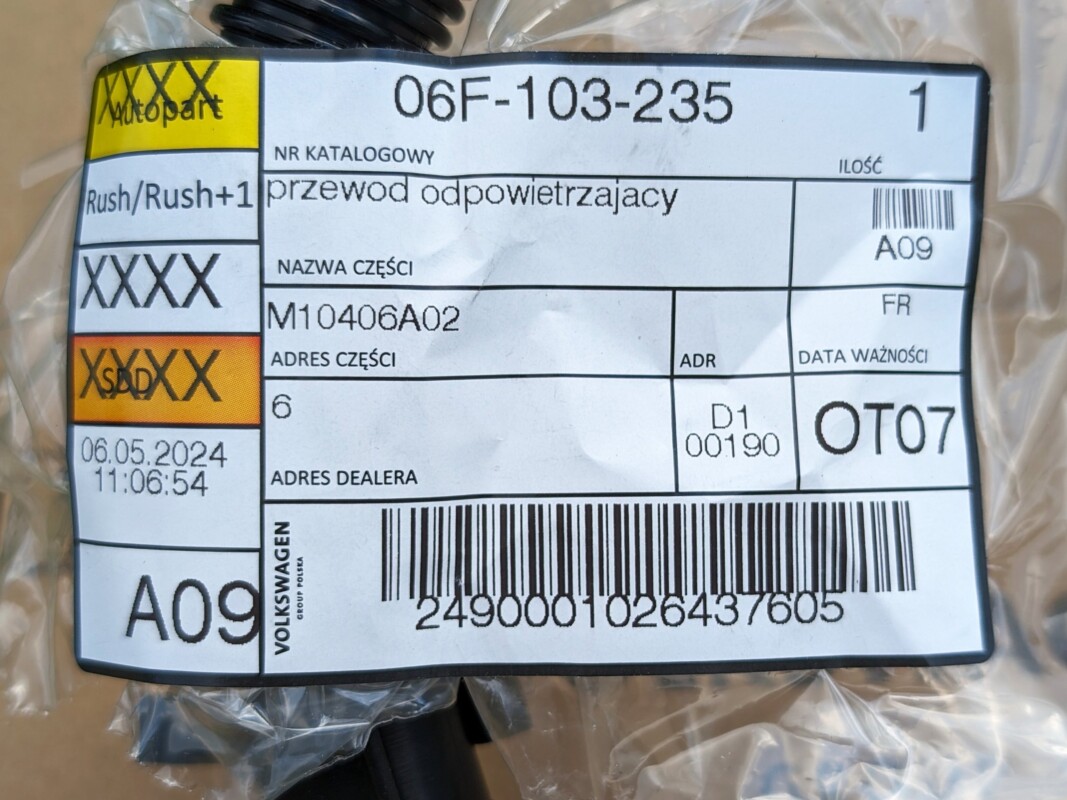 XXXX
Autopart
Rush/Rush+1
XXXX
XXXX
SDD
06.05.2024
11:06:54
A09
06F-103-235
1
NR KATALOGOWY
ILOŚĆ
przewod odpowietrzajacy
NAZWA CZĘŚCI
A09
M10406A02
ADRES CZĘŚCI
ADR
FR
DATA WAŻNOŚCI
6
ADRES DEALERA
D1
00190
OT07
VOLKSWAGEN
GROUP POLSKA
2490001026437605